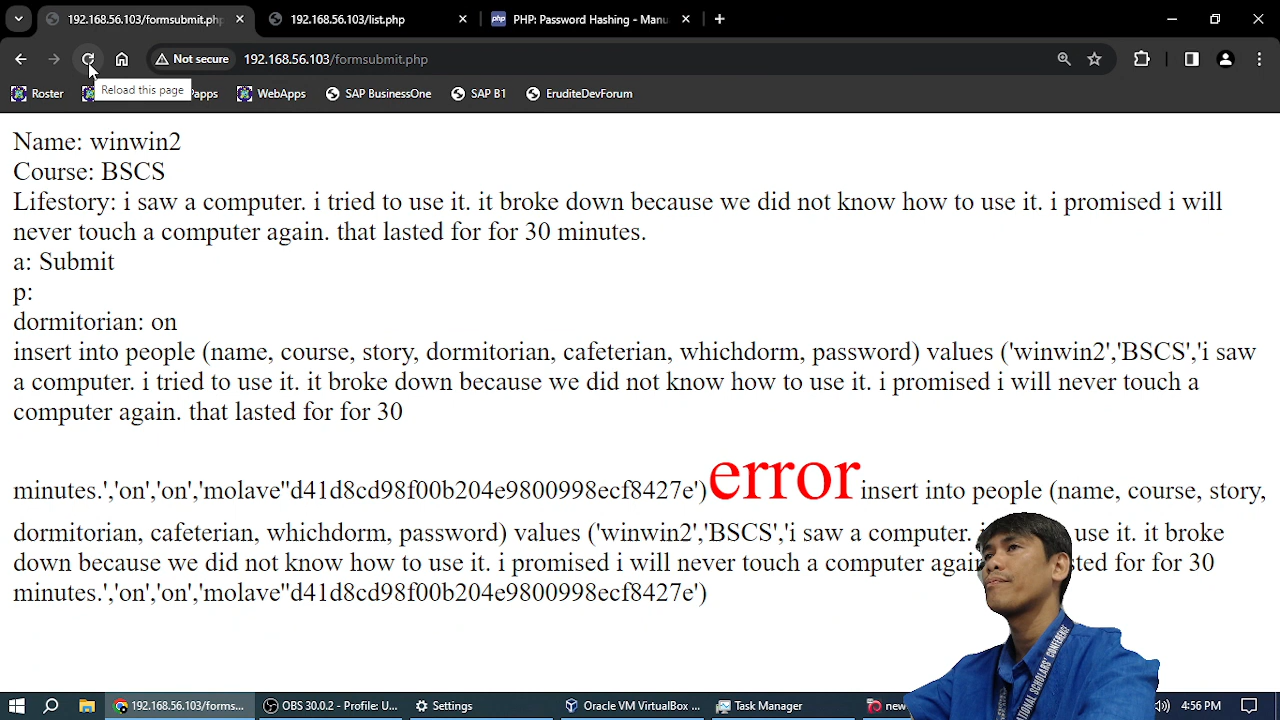 192.168.56.103/formsubmit.php
192.168.56.103/list.php
php PHP: Password Hashing - Manu
Not secure
192.168.56.103/formsubmit.php
Reload this page
Roster
apps
WebApps
SAP BusinessOne
SAP B1
EruditeDevForum
Name: winwin2
Course: BSCS
Lifestory: i saw a computer. i tried to use it. it broke down because we did not know how to use it. i promised i will
never touch a computer again. that lasted for for 30 minutes.
a: Submit
p:
dormitorian: on
insert into people (name, course, story, dormitorian, cafeterian, whichdorm, password) values ('winwin2','BSCS','i saw
a computer. i tried to use it. it broke down because we did not know how to use it. i promised i will never touch a
computer again. that lasted for for 30
minutes.','on','on','molave''d41d8cd98f00b204e9800998ecf8427e')error insert into people (name, course, story,
dormitorian, cafeterian, whichdorm, password) values ('winwin2','BSCS','i saw a computer. i use it. it broke
down because we did not know how to use it. i promised i will never touch a computer again for for 30
minutes.','on','on','molave''d41d8cd98f00b204e9800998ecf8427e')
192.168.56.103/forms...
OBS 30.0.2 - Profile: U...
Settings
Oracle VM VirtualBox ...
Task Manager
new
4:56 PM